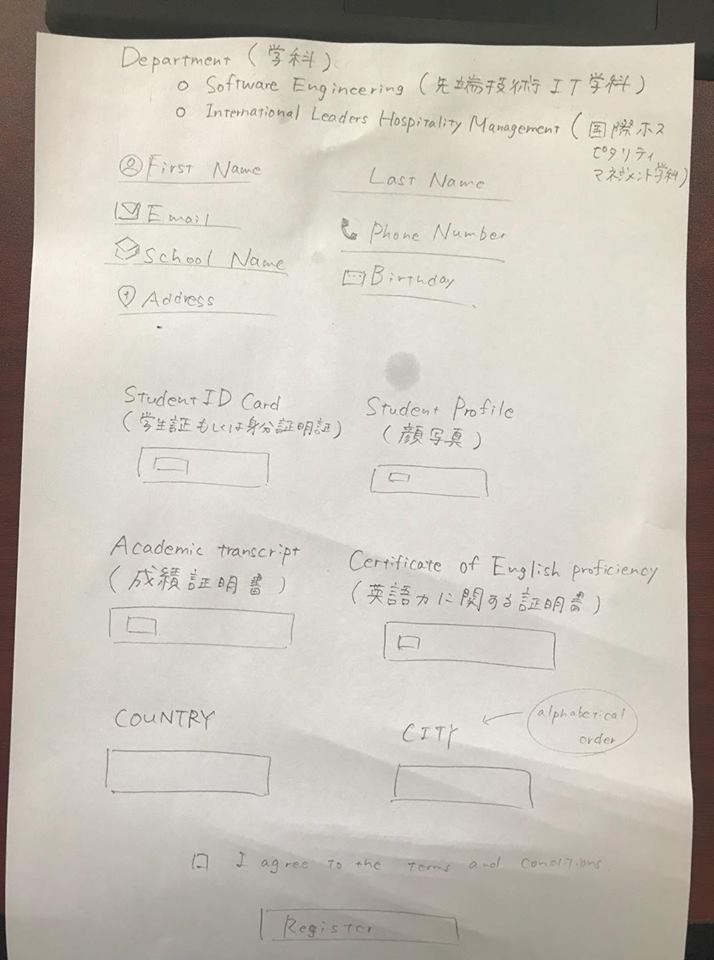 Department (学科)
Software Engineering (先端技術IT学科)
International Leaders Hospitality Management (国際ホス
ピタリティ
マネジメント学科)
First Name
Last Name
Email
Phone Number
School Name
Birthday
Address
Student ID Card
(学生証もしくは身分証明証)
Student Profile
(顔写真)
Academic transcript
(成績証明書)
Certificate of English proficiency
(英語力に関する証明書)
COUNTRY
CITY
alphabetical
order
I agree to the terms and conditions
Register